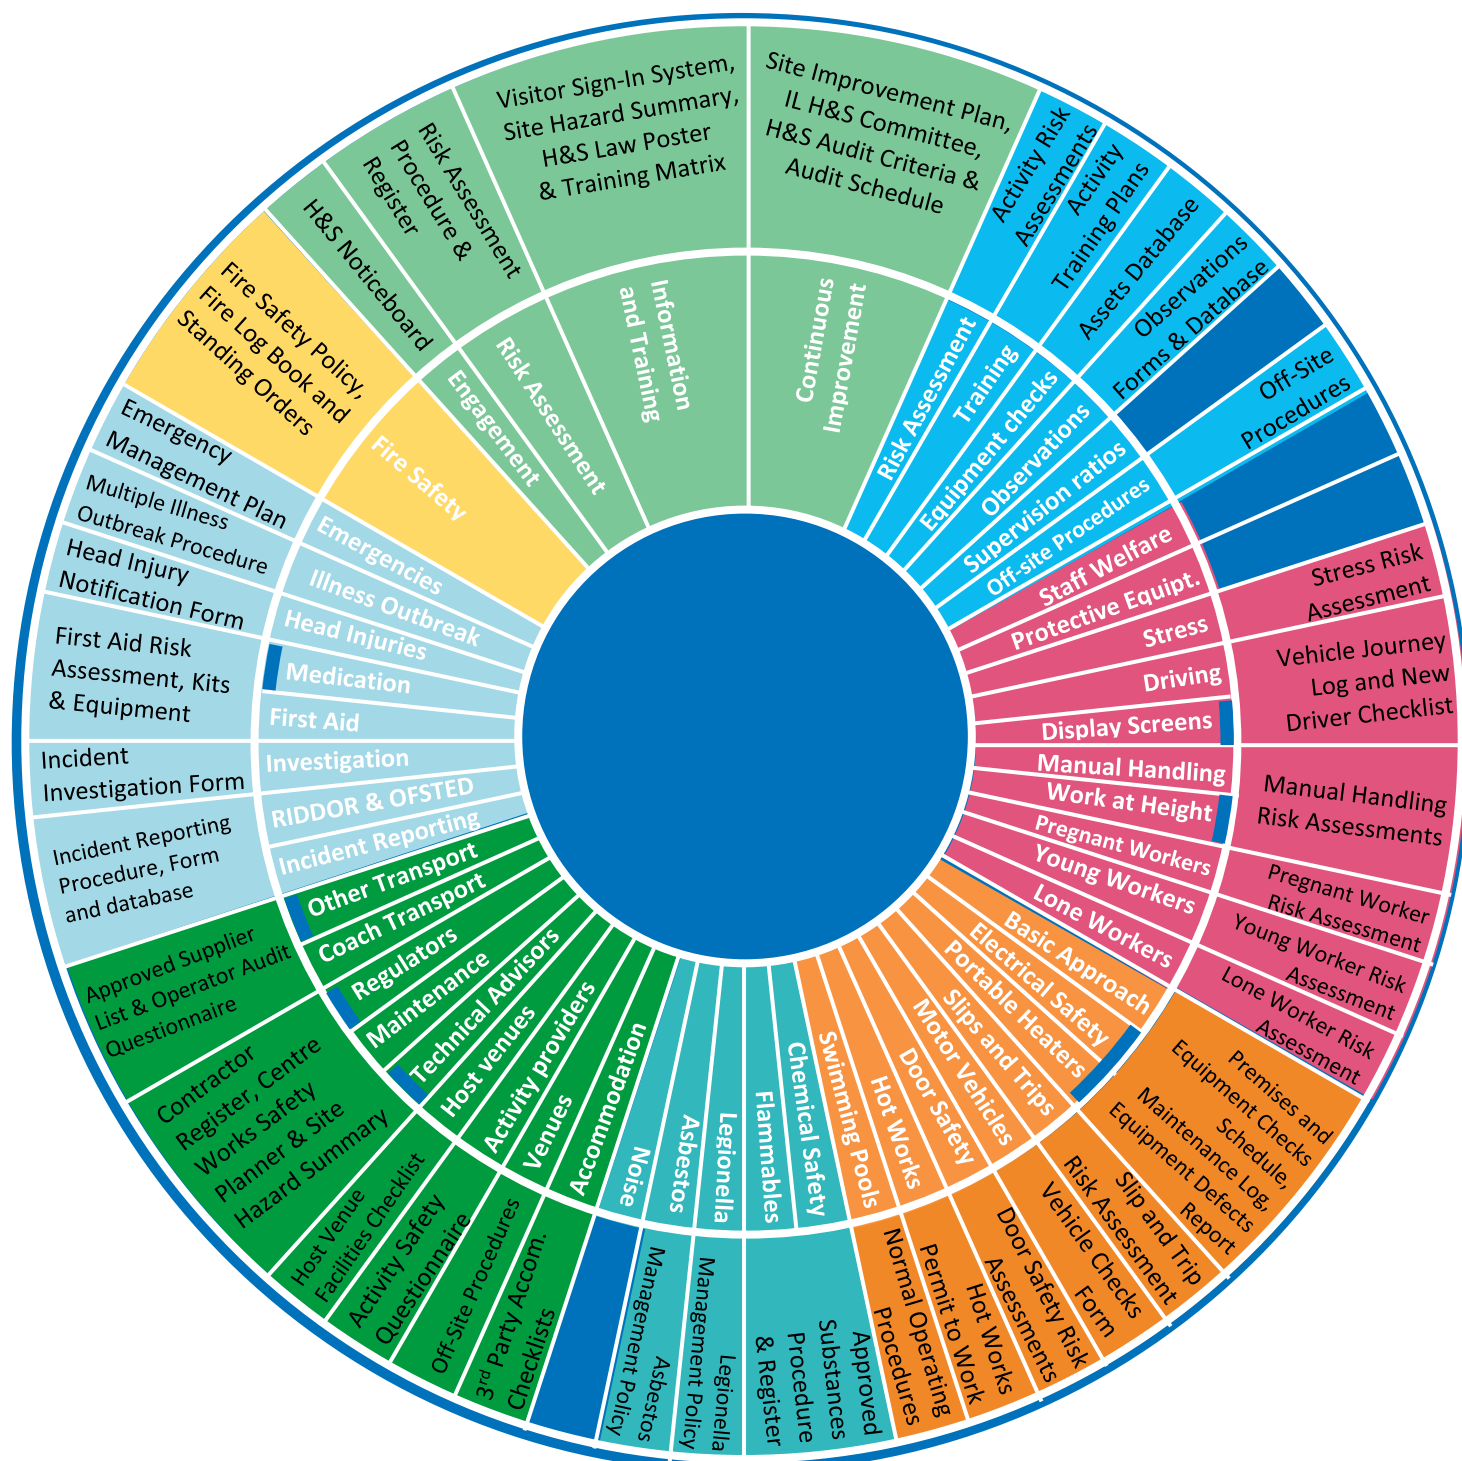 Site Improvement Plan,
IL H&S Committee,
H&S Audit Criteria &
Audit Schedule
Continuous
Improvement
Activity Risk
Assessments
Risk Assessment
Activity
Training Plans
Training
Assets Database
Equipment checks
Observations
Forms & Database
Observations
Supervision ratios
Off-Site
Procedures
Off-site Procedures
Staff Welfare
Protective Equipt.
Stress Risk
Assessment
Stress
Vehicle Journey
Log and New
Driver Checklist
Driving
Display Screens
Manual Handling
Risk Assessments
Manual Handling
Work at Height
Pregnant Worker
Risk Assessment
Pregnant Workers
Young Worker Risk
Assessment
Young Workers
Lone Worker Risk
Assessment
Lone Workers
Premises and
Equipment Checks
Schedule,
Maintenance Log,
Equipment Defects
Report
Basic Approach
Electrical Safety
Portable Heaters
Slip and Trip
Risk Assessment
Slips and Trips
Vehicle Checks
Form
Motor Vehicles
Door Safety Risk
Assessments
Door Safety
Hot Works
Permit to Work
Hot Works
Normal Operating
Procedures
Swimming Pools
Approved
Substances
Procedure
& Register
Chemical Safety
Flammables
Legionella
Management Policy
Legionella
Asbestos
Management Policy
Asbestos
Noise
3rd Party Accom.
Checklists
Accommodation
Off-Site Procedures
Venues
Activity Safety
Questionnaire
Activity providers
Host Venue
Facilities Checklist
Host venues
Contractor
Register, Centre
Works Safety
Planner & Site
Hazard Summary
Technical Advisors
Maintenance
Regulators
Approved Supplier
List & Operator Audit
Questionnaire
Coach Transport
Other Transport
Incident Reporting
Procedure, Form
and database
Incident Reporting
RIDDOR & OFSTED
Incident
Investigation Form
Investigation
First Aid Risk
Assessment, Kits
& Equipment
First Aid
Medication
Head Injury
Notification Form
Head Injuries
Multiple Illness
Outbreak Procedure
Illness Outbreak
Emergency
Management Plan
Emergencies
Fire Safety Policy,
Fire Log Book and
Standing Orders
Fire Safety
H&S Noticeboard
Engagement
Risk Assessment
Procedure &
Register
Risk Assessment
Visitor Sign-In System,
Site Hazard Summary,
H&S Law Poster
& Training Matrix
Information
and Training